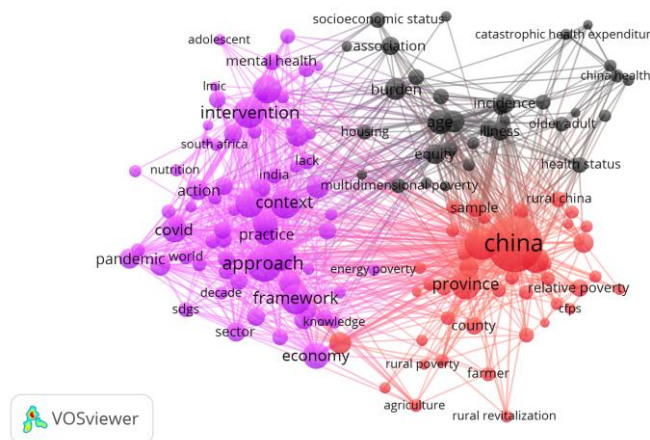 socioeconomic status
adolescent
association
catastrophic health expenditur
mental health
china health
lmic
burden
intervention
incidence
age
illness
older adult
south africa
housing
lack
equity
nutrition
india
health status
action
multidimensional poverty
context
rural china
sample
covid
practice
china
pandemic
world
approach
energy poverty
province
decade
relative poverty
framework
sdgs
knowledge
cfps
sector
county
economy
rural poverty
farmer
agriculture
rural revitalization
VOSviewer